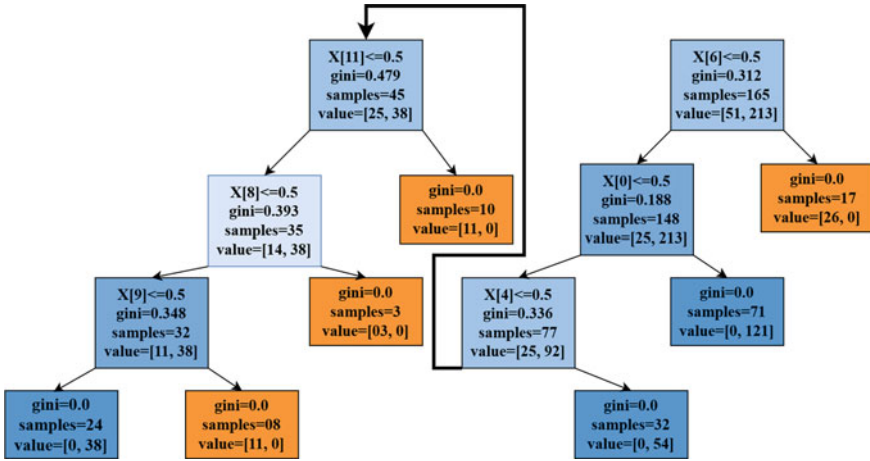 X[11]<=0.5
gini=0.479
samples=45
value=[25, 38]
X[6]<=0.5
gini=0.312
samples=165
value=[51, 213]
X[8]<=0.5
gini=0.393
samples=35
value=[14, 38]
gini=0.0
samples=10
value=[11, 0]
X[0]<=0.5
gini=0.188
samples=148
value=[25, 213]
gini=0.0
samples=17
value=[26, 0]
X[9]<=0.5
gini=0.348
samples=32
value=[11, 38]
gini=0.0
samples=3
value=[03, 0]
X[4]<=0.5
gini=0.336
samples=77
value=[25, 92]
gini=0.0
samples=71
value=[0, 121]
gini=0.0
samples=24
value=[0, 38]
gini=0.0
samples=08
value=[11, 0]
gini=0.0
samples=32
value=[0, 54]